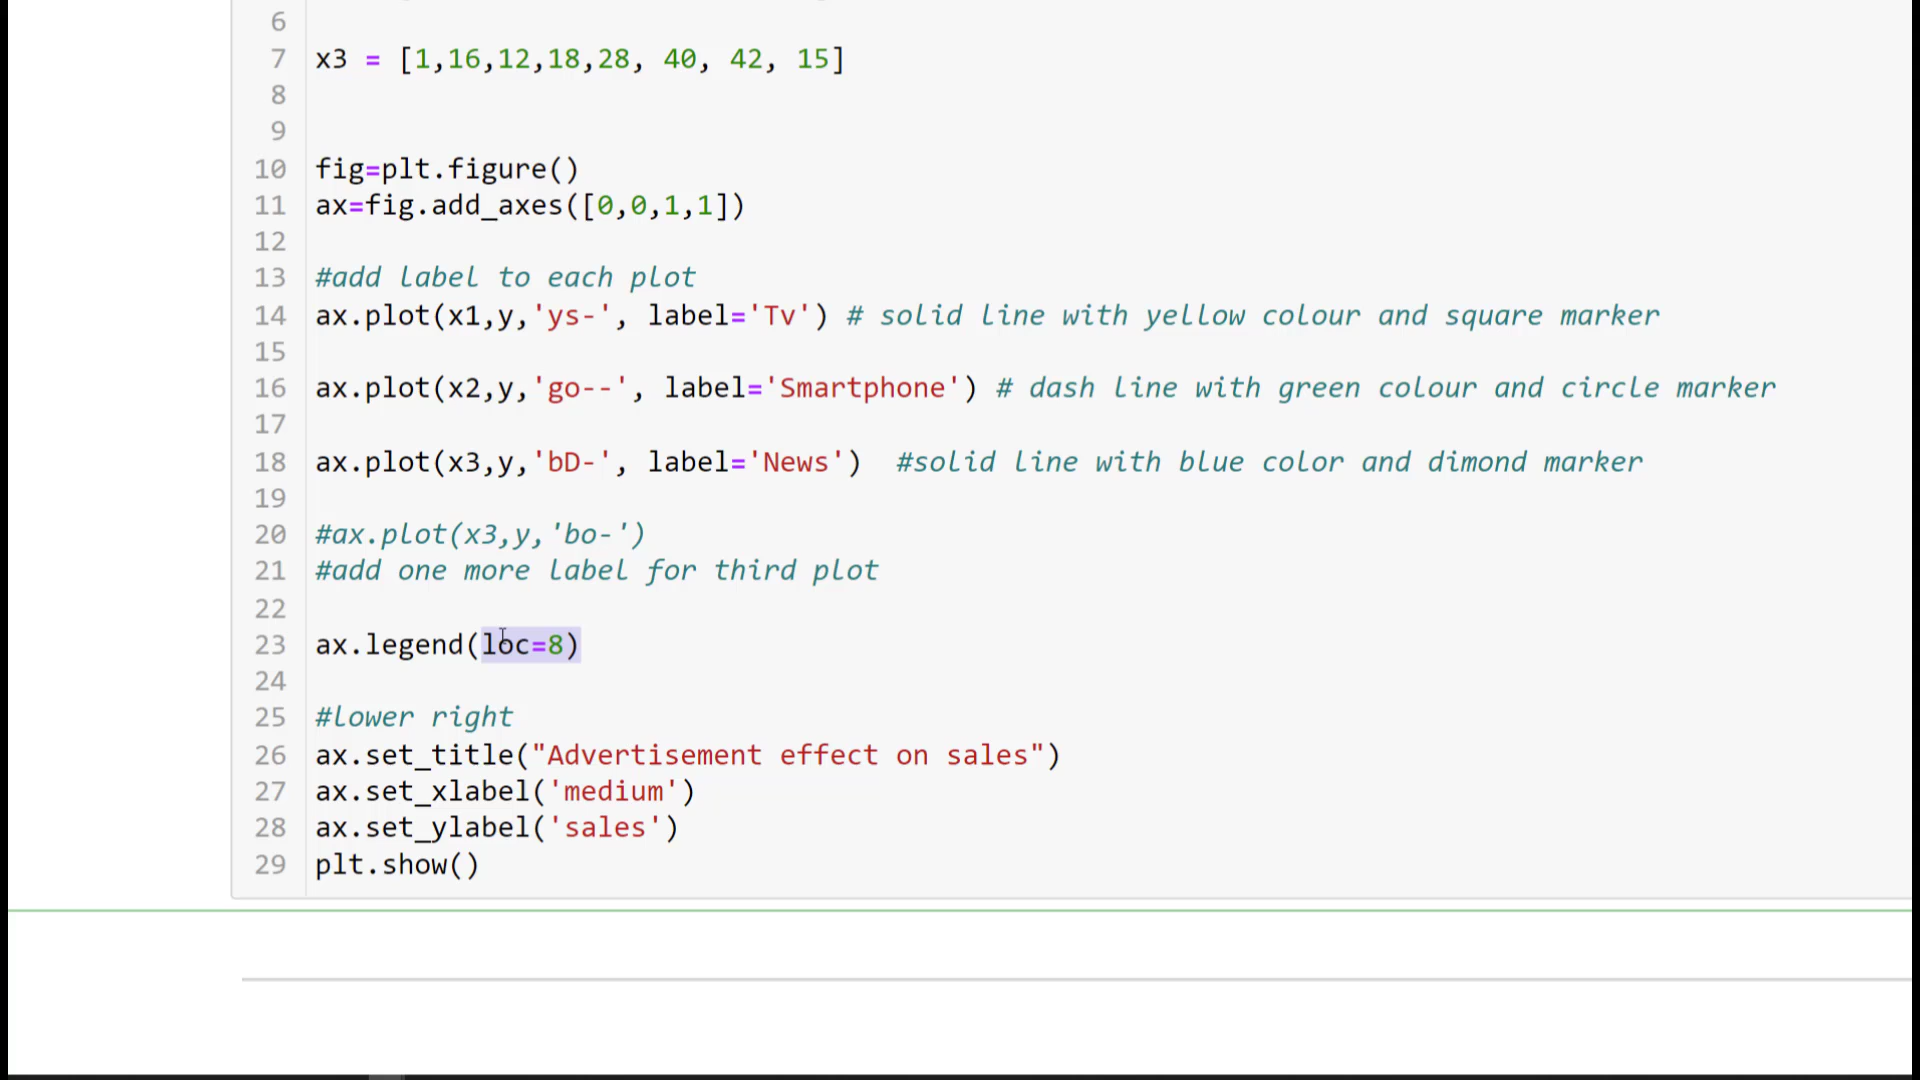 6
7 x3 = [1,16,12,18,28, 40, 42, 15]
8
9
10 fig=plt.figure()
11 ax=fig.add_axes([0,0,1,1])
12
13 #add label to each plot
14 ax.plot(x1,y,'ys-', label='Tv') # solid line with yellow colour and square marker
15
16 ax.plot(x2,y,'go--', label='Smartphone') # dash line with green colour and circle marker
17
18 ax.plot(x3,y,'bD-', label='News')  #solid line with blue color and dimond marker
19
20 #ax.plot(x3,y,'bo-')
21 #add one more label for third plot
22
23 ax.legend(loc=8)
24
25 #lower right
26 ax.set_title("Advertisement effect on sales")
27 ax.set_xlabel('medium')
28 ax.set_ylabel('sales')
29 plt.show()